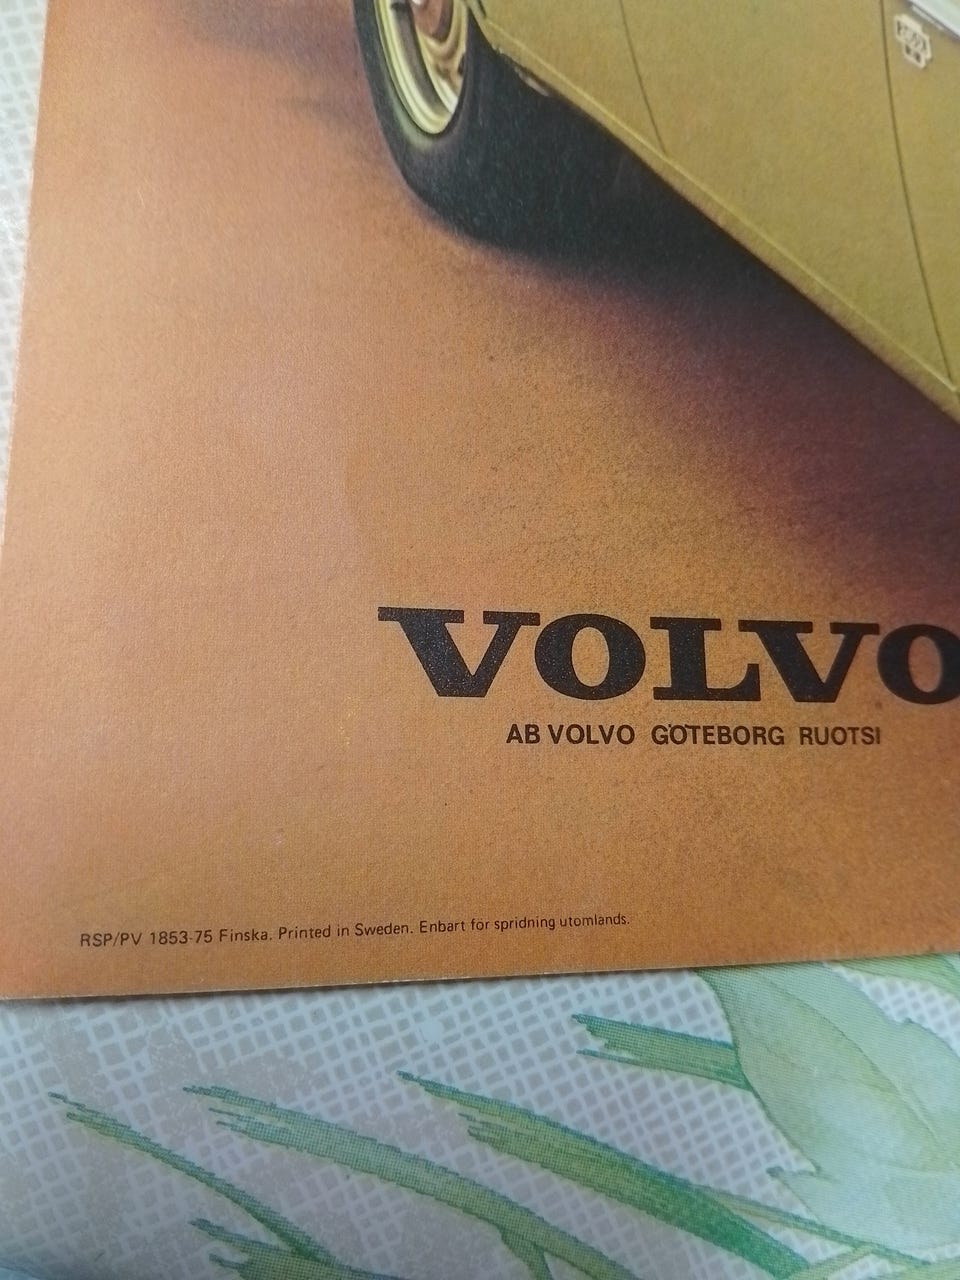 VOLVO
AB VOLVO GÖTEBORG RUOTSI
RSP/PV 1853-75 Finska. Printed in Sweden. Enbart för spridning utomlands.